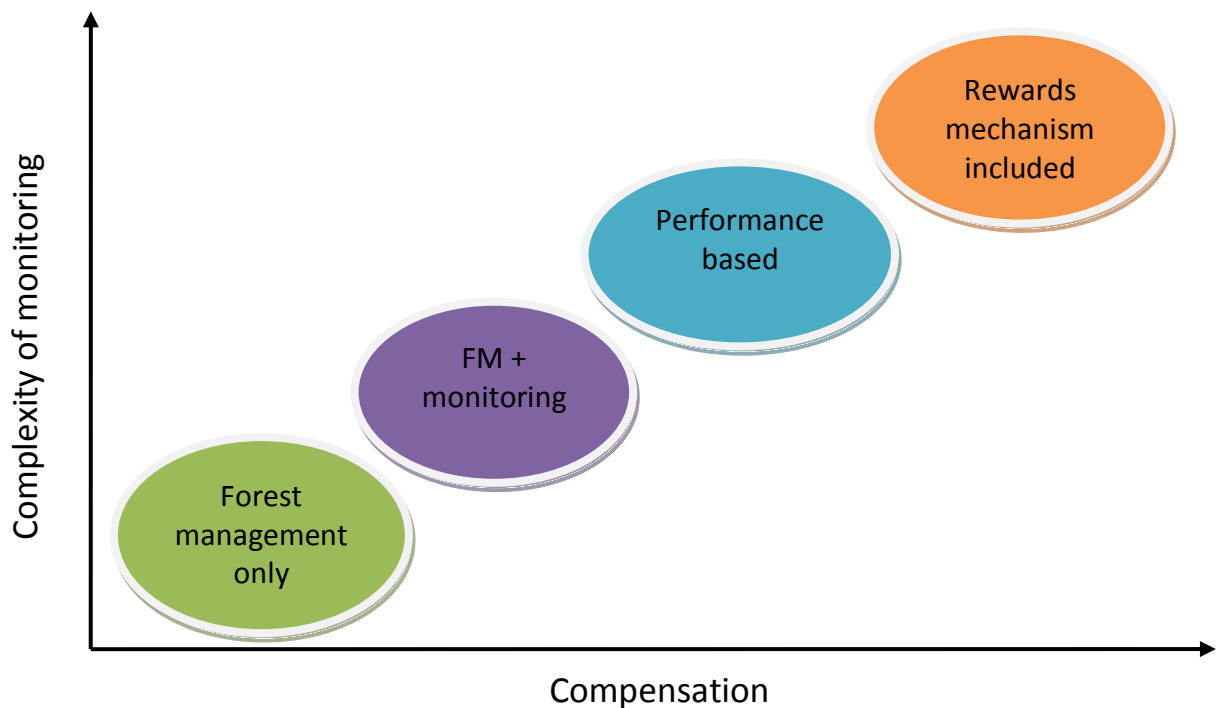 Complexity of monitoring
Rewards
mechanism
included
Performance
based
FM +
monitoring
Forest
management
only
Compensation